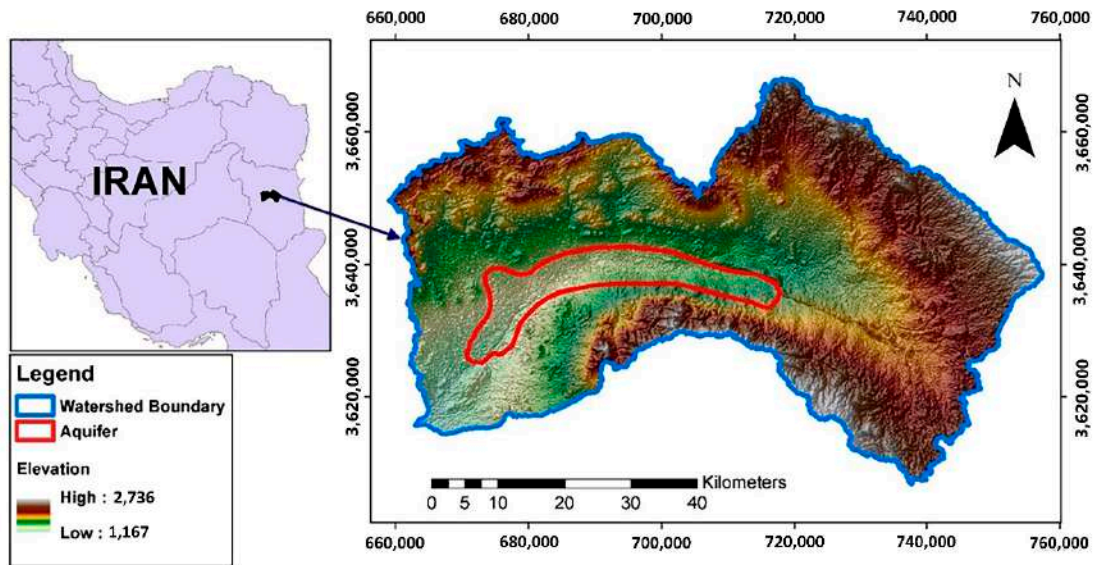 660,000 680,000 700,000 720,000 740,000 760,000
IRAN
N
3,660,000
3,640,000
3,620,000
3,660,000
3,640,000
3,620,000
Legend
Watershed Boundary
Aquifer
Elevation
High : 2,736
Low : 1,167
Kilometers
0 5 10 20 30 40
660,000 680,000 700,000 720,000 740,000 760,000